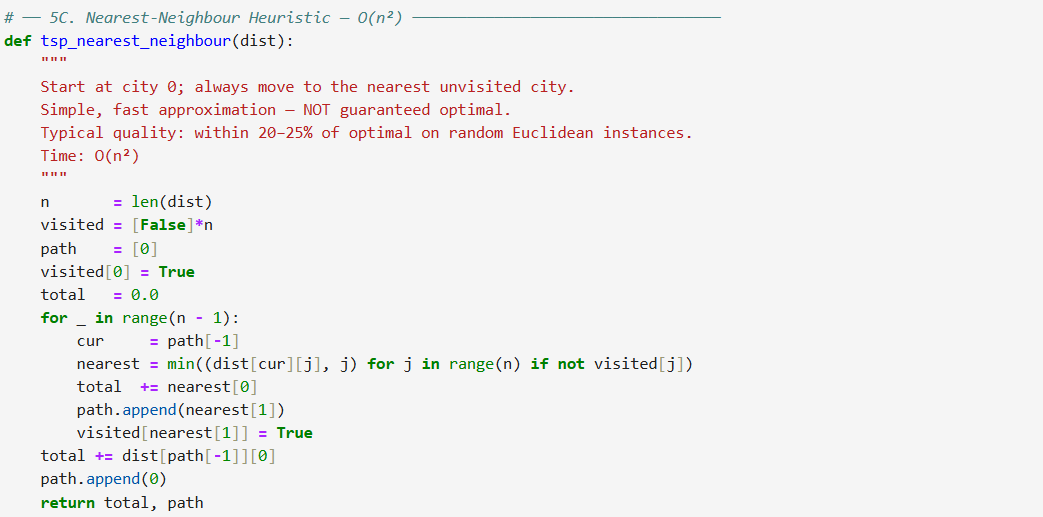 # ── 5C. Nearest-Neighbour Heuristic — O(n²) ──────────────────────────────────
def tsp_nearest_neighbour(dist):
    """
    Start at city 0; always move to the nearest unvisited city.
    Simple, fast approximation — NOT guaranteed optimal.
    Typical quality: within 20–25% of optimal on random Euclidean instances.
    Time: O(n²)
    """
    n       = len(dist)
    visited = [False]*n
    path    = [0]
    visited[0] = True
    total   = 0.0
    for _ in range(n - 1):
        cur     = path[-1]
        nearest = min((dist[cur][j], j) for j in range(n) if not visited[j])
        total  += nearest[0]
        path.append(nearest[1])
        visited[nearest[1]] = True
    total += dist[path[-1]][0]
    path.append(0)
    return total, path